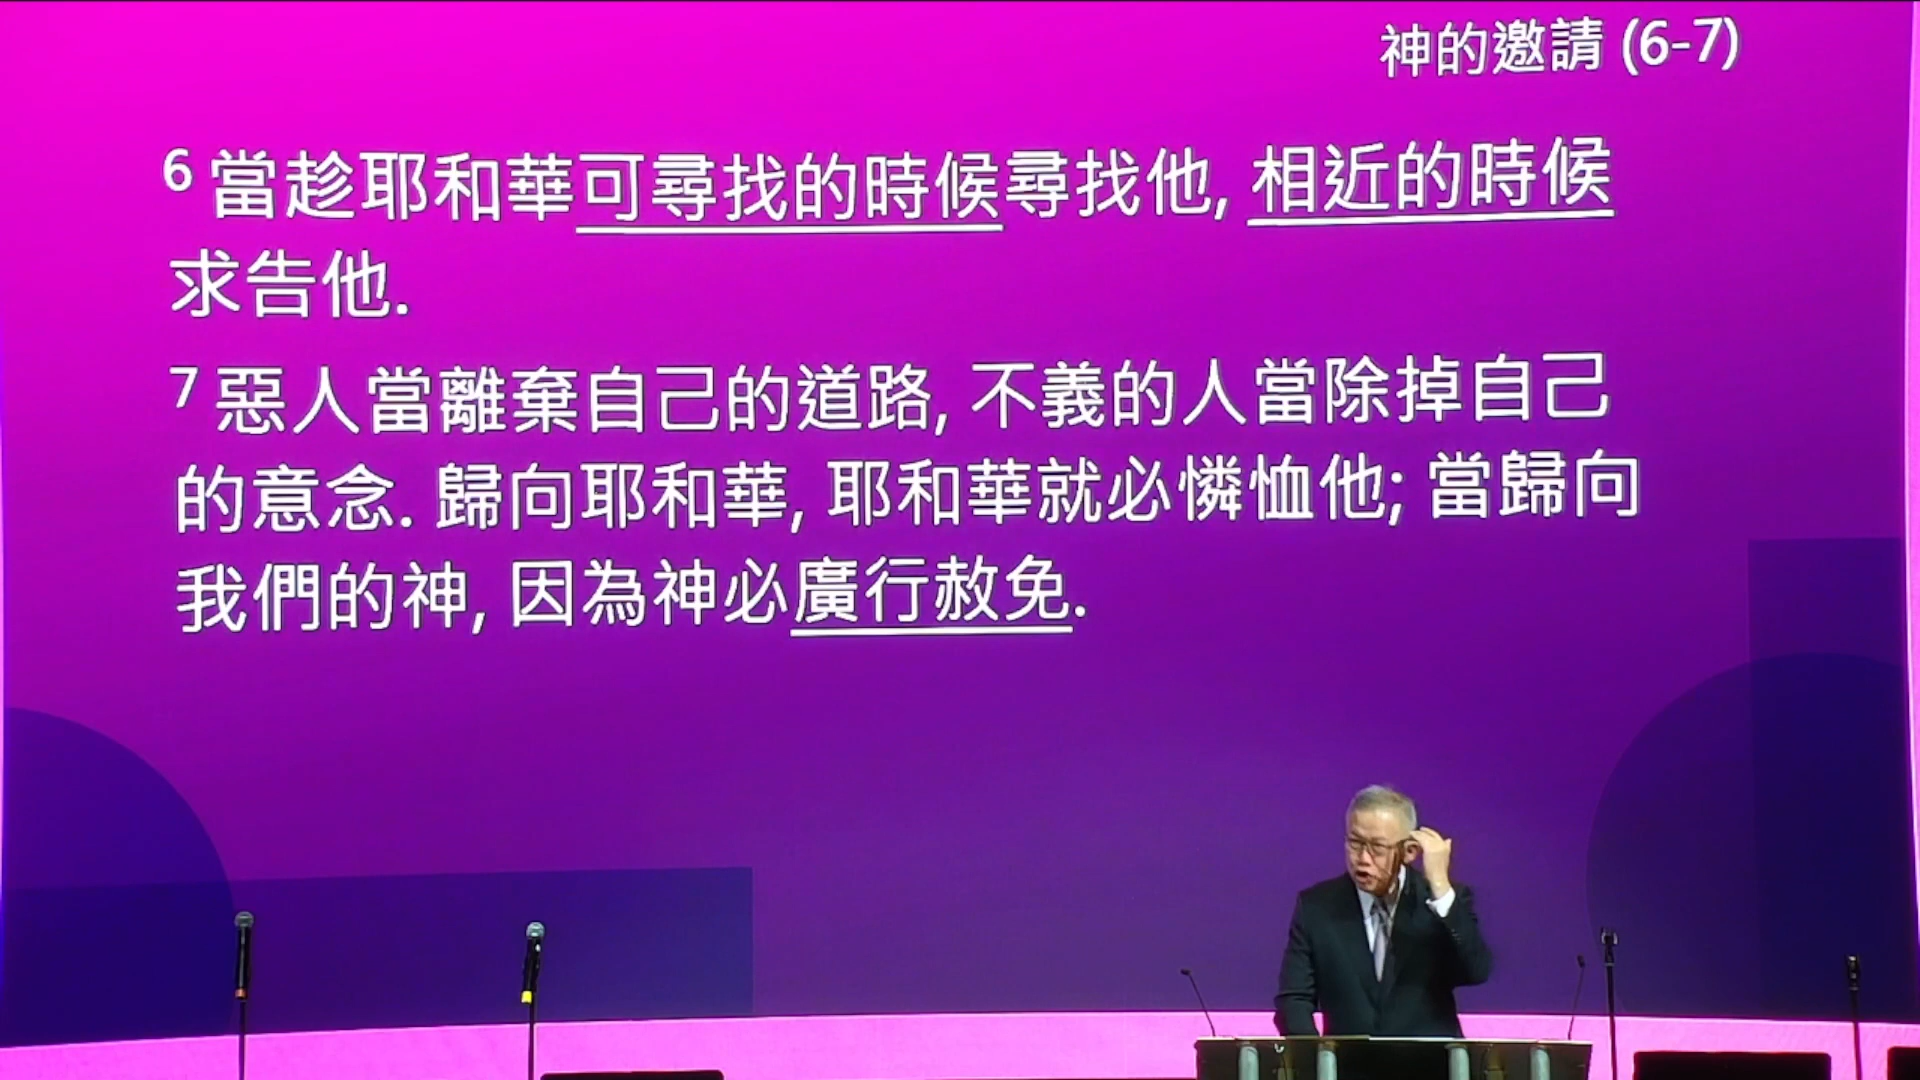 神的邀請 (6-7)
6 當趁耶和華可尋找的時候尋找他, 相近的時候
求告他.
7 惡人當離棄自己的道路, 不義的人當除掉自己
的意念. 歸向耶和華, 耶和華就必憐恤他; 當歸向
我們的神, 因為神必廣行赦免.